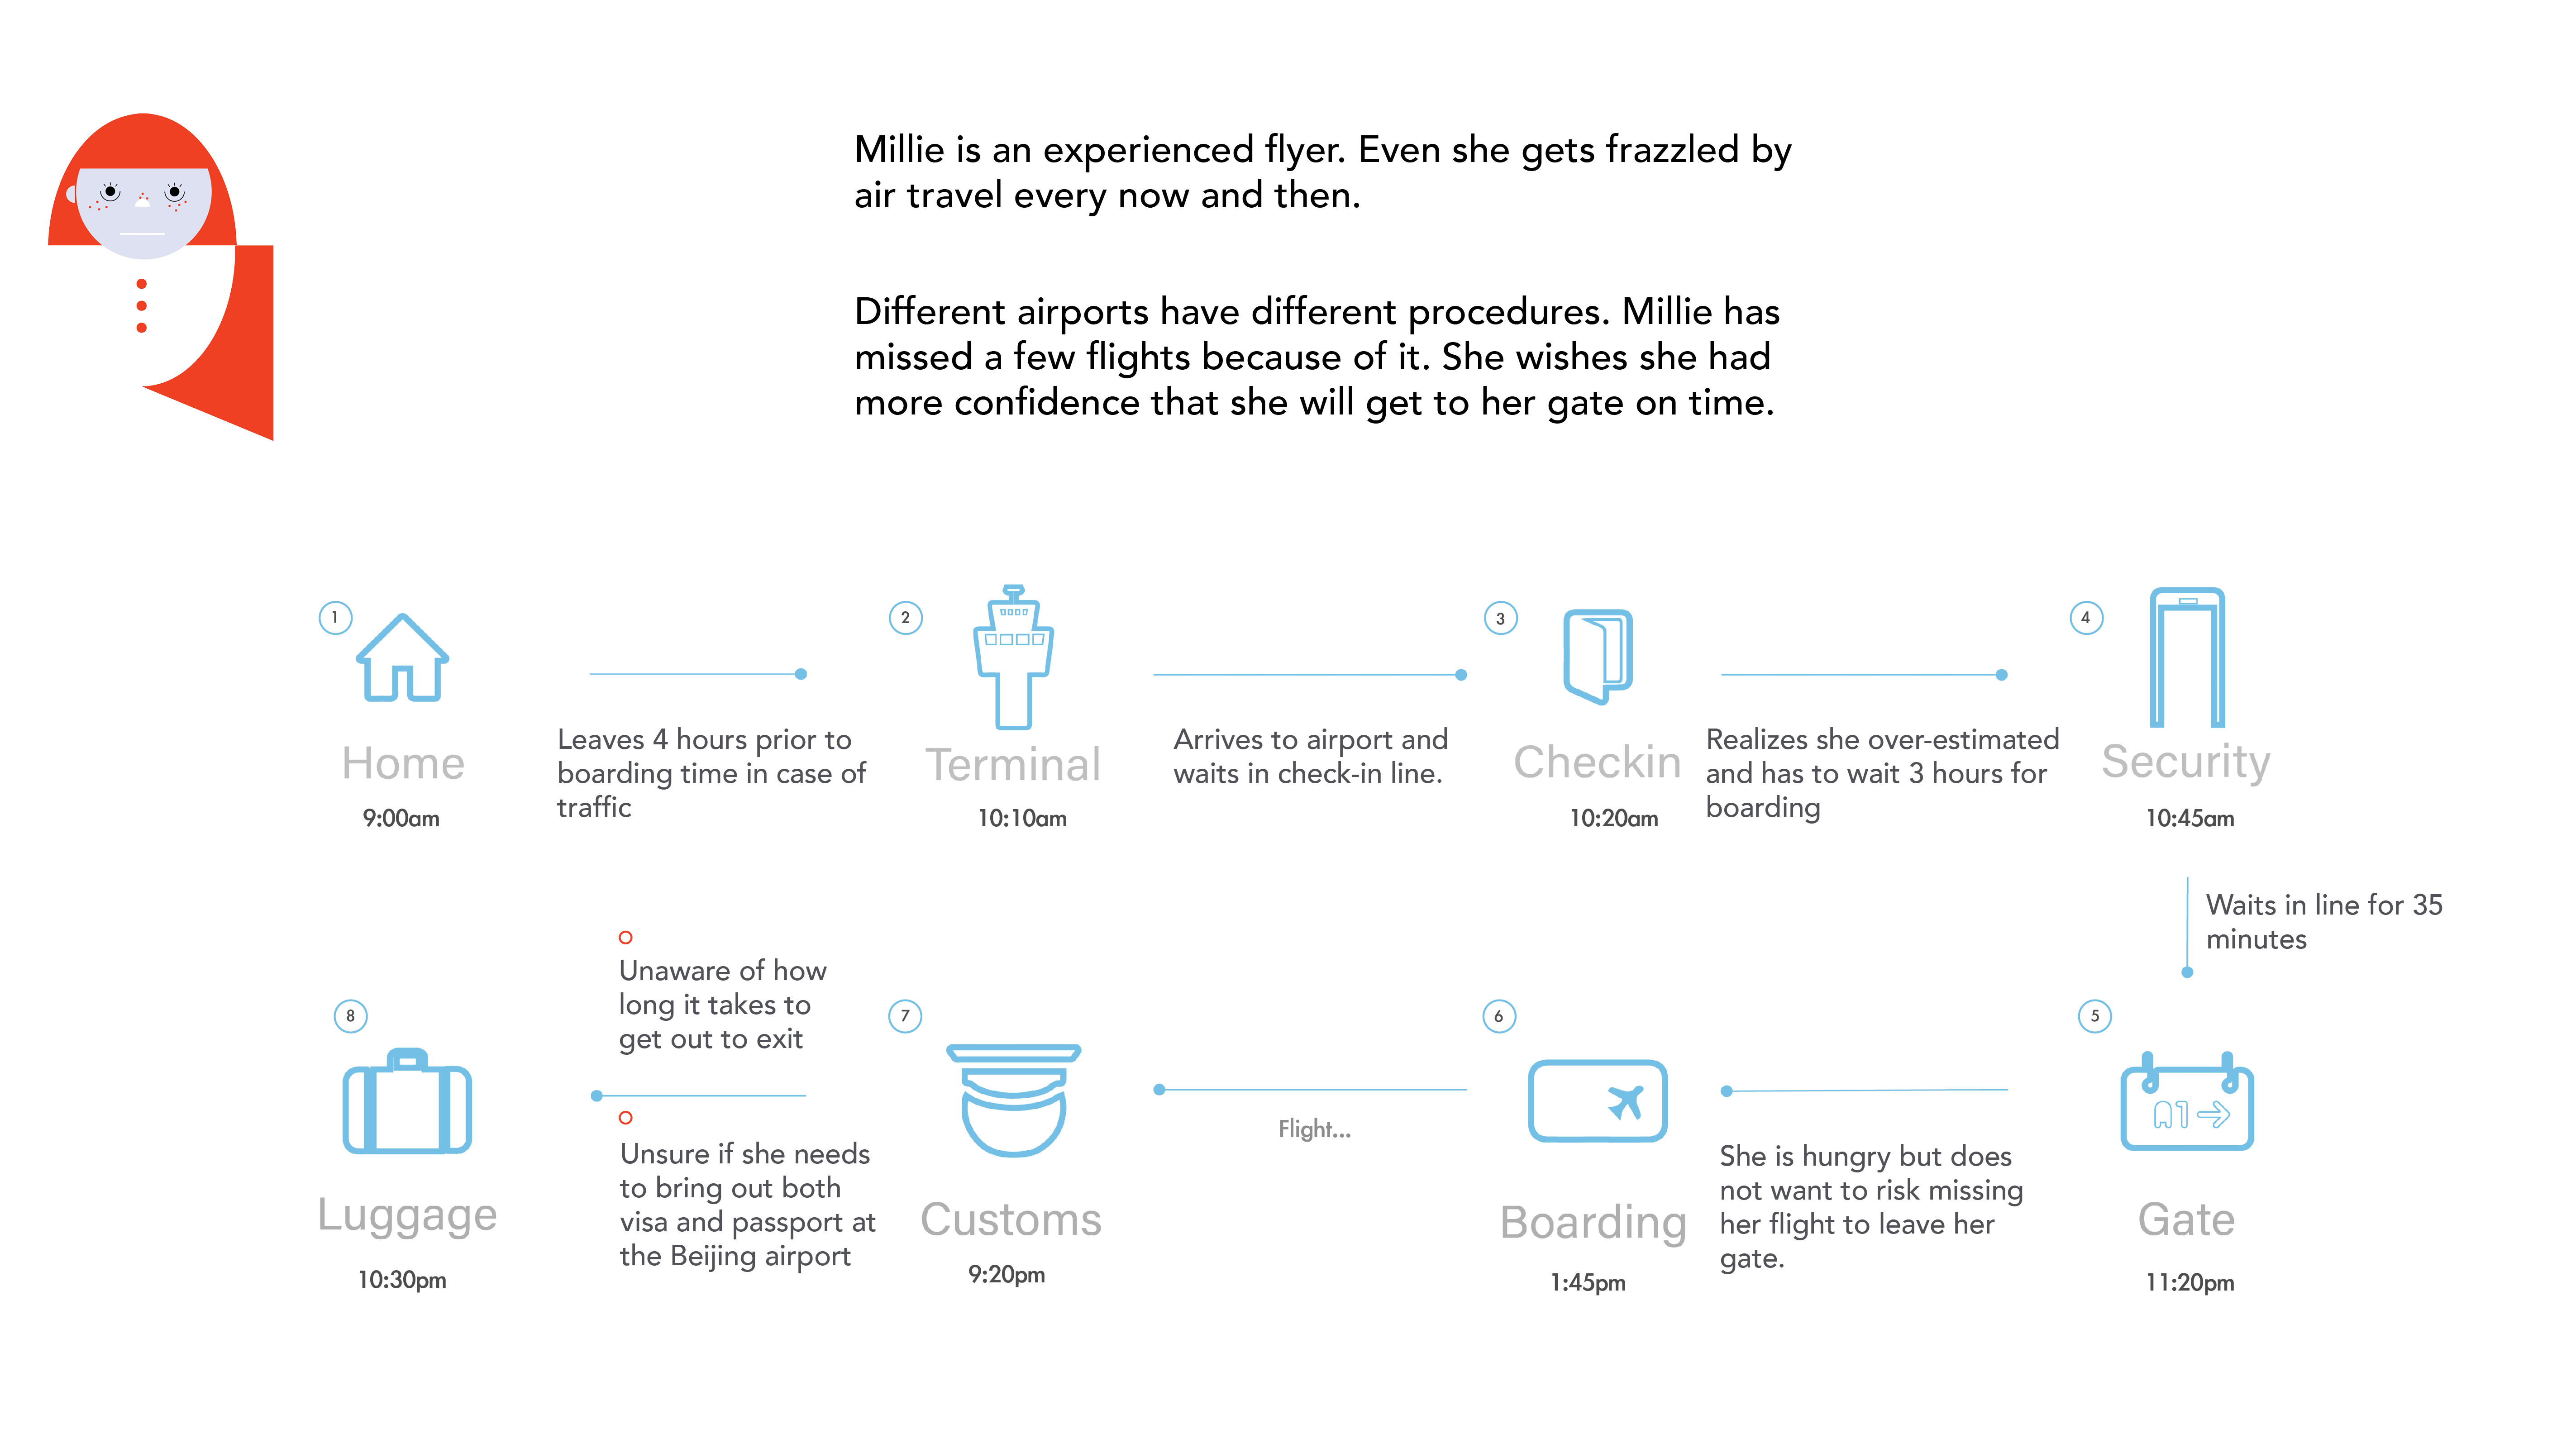 Millie is an experienced flyer. Even she gets frazzled by
air travel every now and then.
Different airports have different procedures. Millie has
missed a few flights because of it. She wishes she had
more confidence that she will get to her gate on time.
1
Home
9:00am
Leaves 4 hours prior to
boarding time in case of
traffic
2
Terminal
10:10am
Arrives to airport and
waits in check-in line.
3
Checkin
10:20am
Realizes she over-estimated
and has to wait 3 hours for
boarding
4
Security
10:45am
Waits in line for 35
minutes
5
A1
Gate
11:20pm
She is hungry but does
not want to risk missing
her flight to leave her
gate.
6
Boarding
1:45pm
Flight...
7
Customs
9:20pm
Unaware of how
long it takes to
get out to exit
Unsure if she needs
to bring out both
visa and passport at
the Beijing airport
8
Luggage
10:30pm